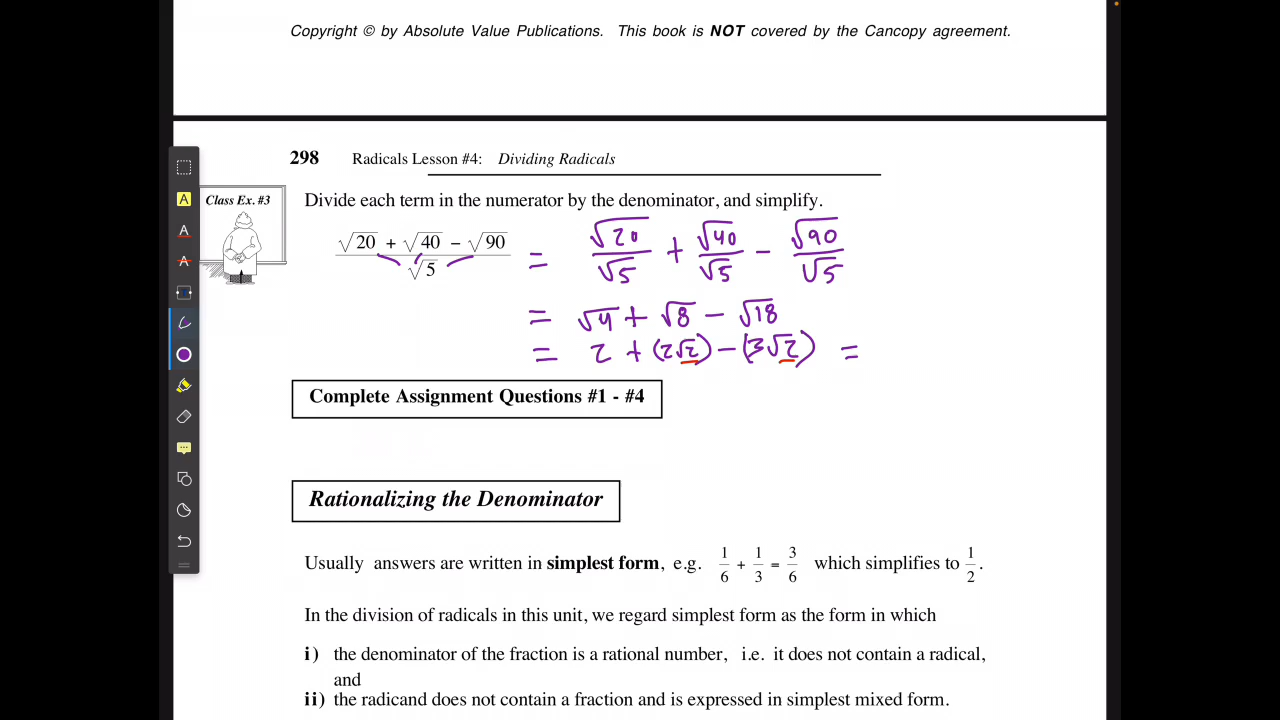 Copyright © by Absolute Value Publications. This book is NOT covered by the Cancopy agreement.
298 Radicals Lesson #4: Dividing Radicals
Class Ex. #3
Divide each term in the numerator by the denominator, and simplify.
(√20 + √40 − √90)/√5 = √20/√5 + √40/√5 − √90/√5
= √4 + √8 − √18
= 2 + (2√2) − (3√2) =
Complete Assignment Questions #1 - #4
Rationalizing the Denominator
Usually answers are written in simplest form, e.g. 1/6 + 1/3 = 3/6 which simplifies to 1/2.
In the division of radicals in this unit, we regard simplest form as the form in which
i) the denominator of the fraction is a rational number, i.e. it does not contain a radical,
and
ii) the radicand does not contain a fraction and is expressed in simplest mixed form.
A
A
A